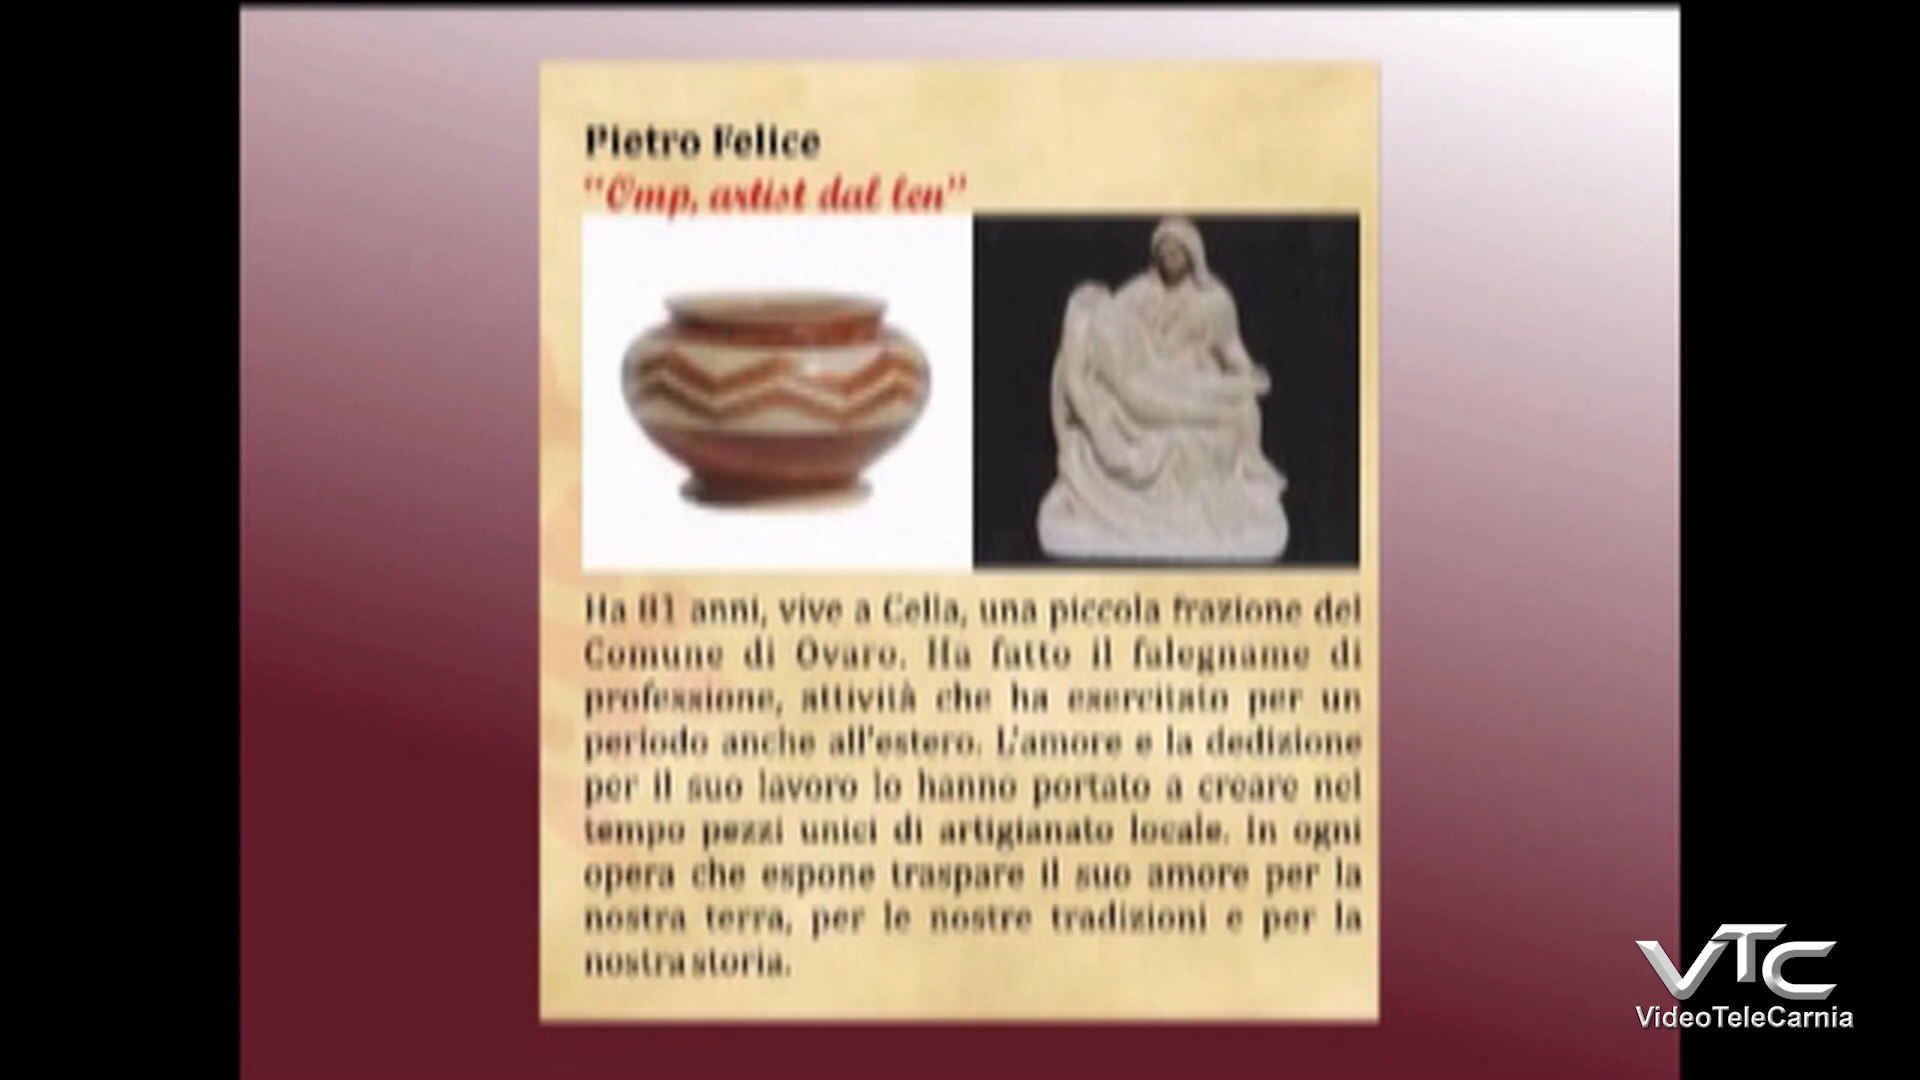 Pietro Felice
"Omp, artist dal len"
Ha 81 anni, vive a Cella, una piccola frazione del
Comune di Ovaro. Ha fatto il falegname di
professione, attività che ha esercitato per un
periodo anche all'estero. L'amore e la dedizione
per il suo lavoro lo hanno portato a creare nel
tempo pezzi unici di artigianato locale. In ogni
opera che espone traspare il suo amore per la
nostra terra, per le nostre tradizioni e per la
nostra storia.
VTC
VideoTeleCarnia